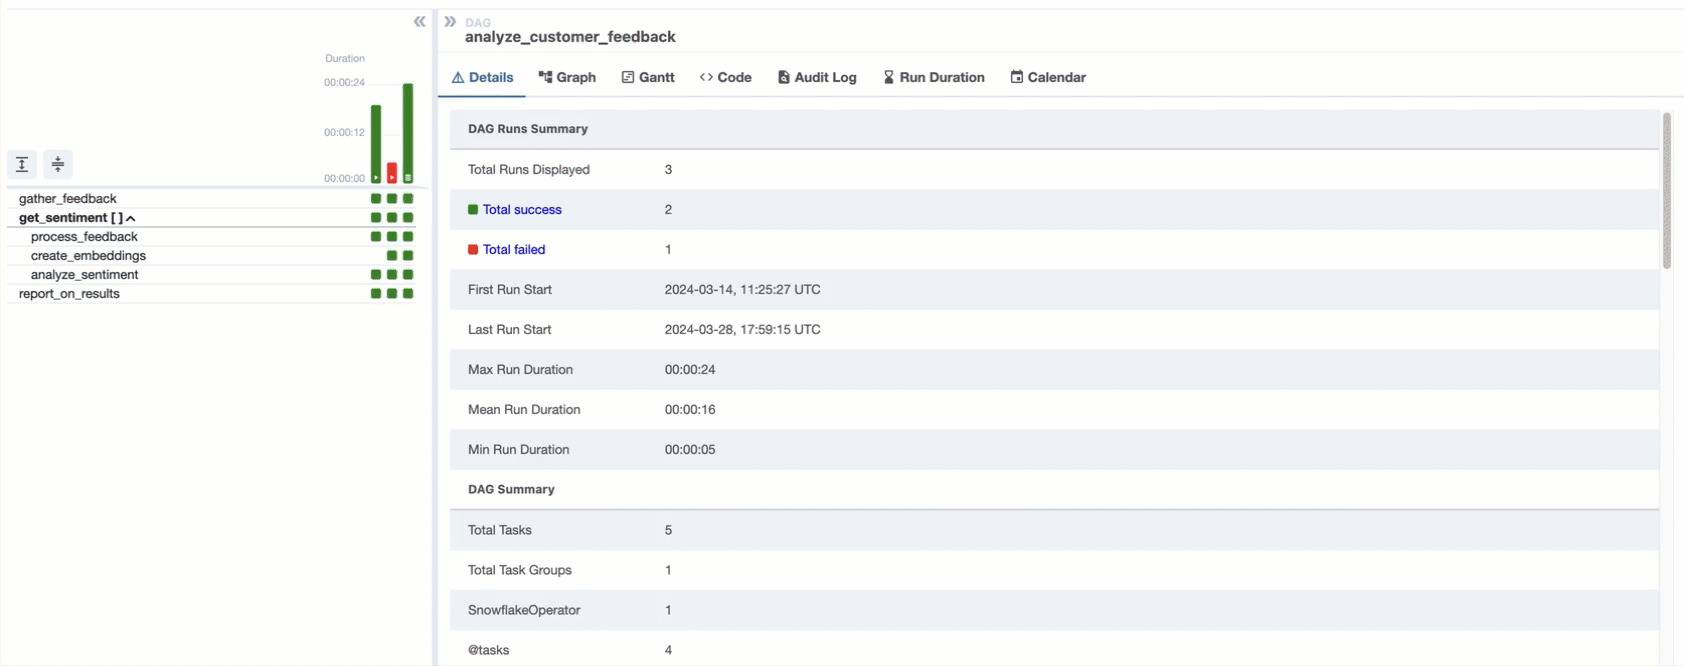 DAG
analyze_customer_feedback
Details Graph Gantt Code Audit Log Run Duration Calendar
Duration
00:00:24
00:00:12
00:00:00
gather_feedback
get_sentiment [ ]
process_feedback
create_embeddings
analyze_sentiment
report_on_results
DAG Runs Summary
Total Runs Displayed 3
Total success 2
Total failed 1
First Run Start 2024-03-14, 11:25:27 UTC
Last Run Start 2024-03-28, 17:59:15 UTC
Max Run Duration 00:00:24
Mean Run Duration 00:00:16
Min Run Duration 00:00:05
DAG Summary
Total Tasks 5
Total Task Groups 1
SnowflakeOperator 1
@tasks 4